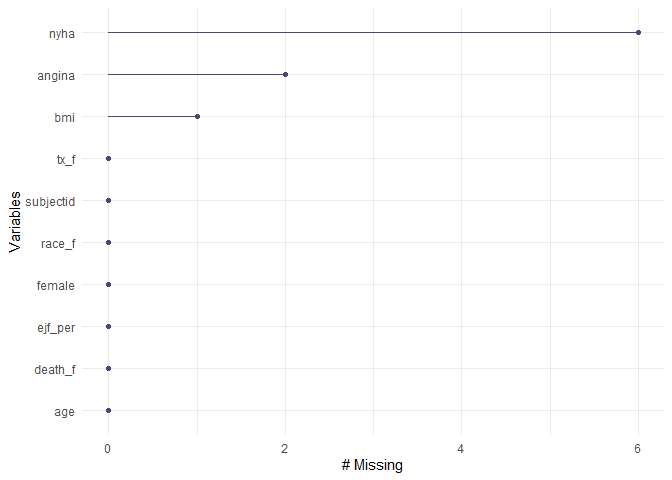 nyha
angina
bmi
tx_f
subjectid
race_f
female
ejf_per
death_f
age
Variables
0 2 4 6
# Missing